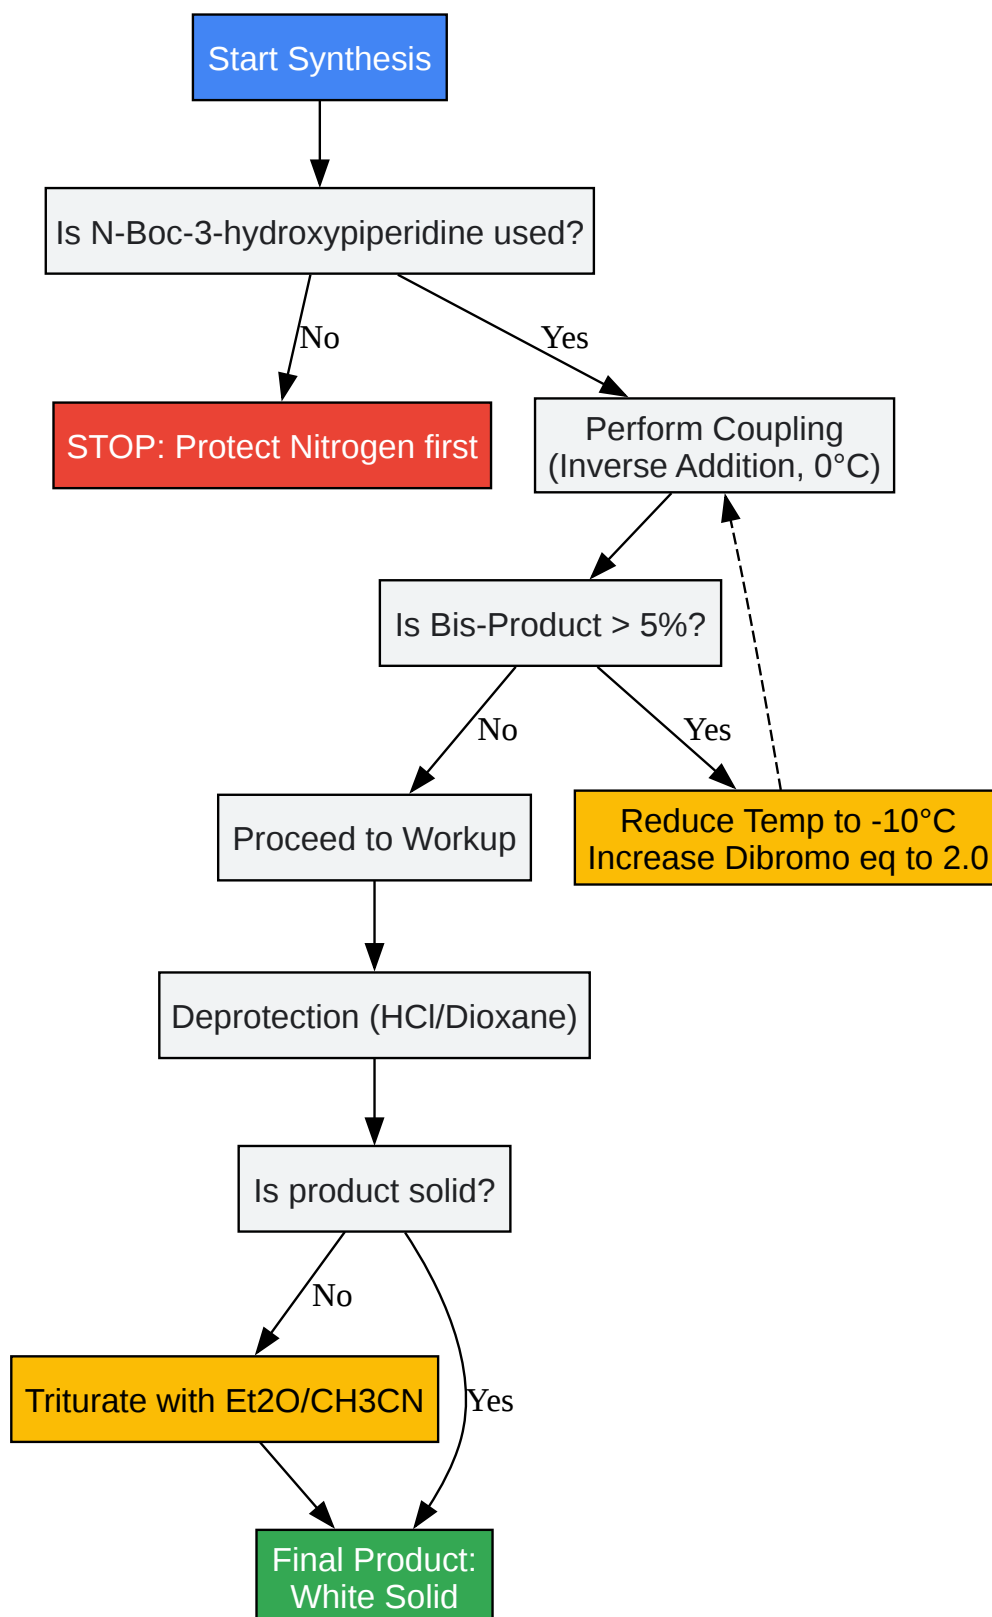 Start Synthesis
Is N-Boc-3-hydroxypiperidine used?
No
Yes
STOP: Protect Nitrogen first
Perform Coupling
(Inverse Addition, 0°C)
Is Bis-Product > 5%?
No
Yes
Proceed to Workup
Reduce Temp to -10°C
Increase Dibromo eq to 2.0
Deprotection (HCl/Dioxane)
Is product solid?
No
Triturate with Et2O/CH3CN
Yes
Final Product:
White Solid